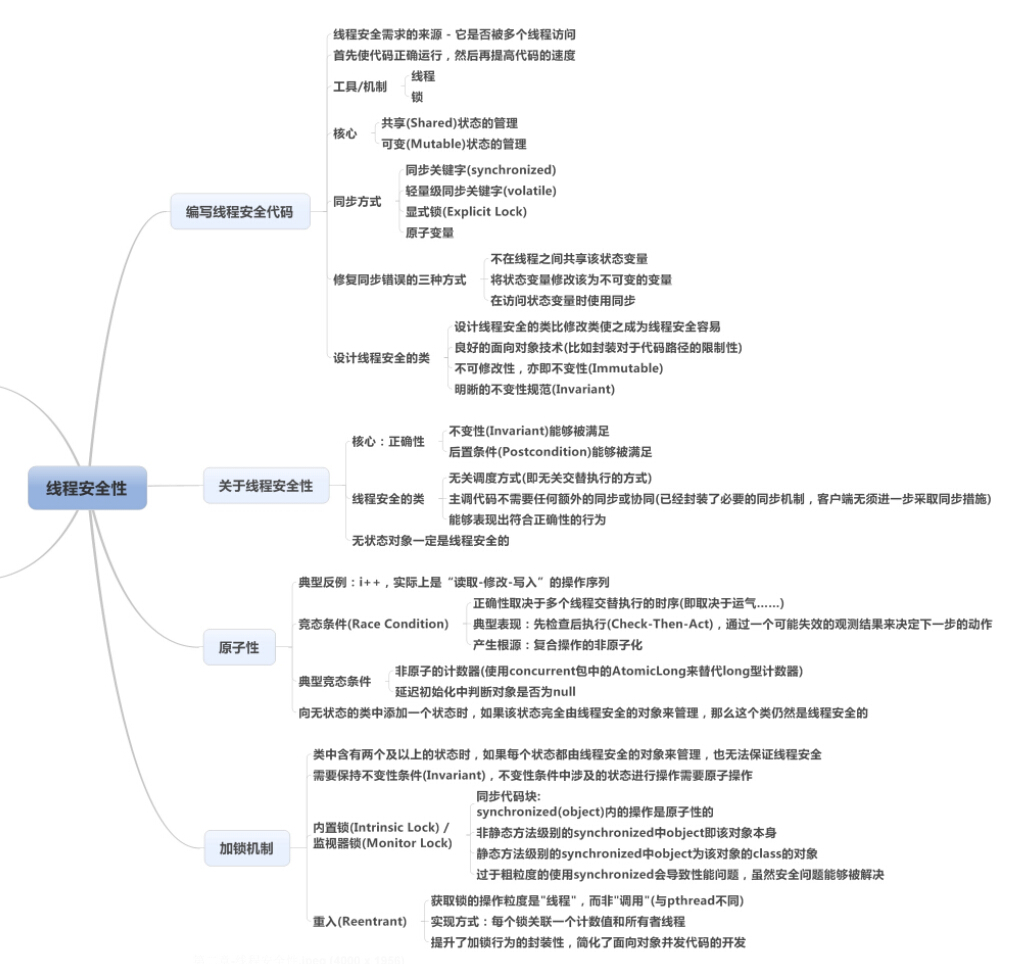 线程安全性
编写线程安全代码
线程安全需求的来源 - 它是否被多个线程访问
首先使代码正确运行，然后再提高代码的速度
工具/机制
线程
锁
核心
共享(Shared)状态的管理
可变(Mutable)状态的管理
同步方式
同步关键字(synchronized)
轻量级同步关键字(volatile)
显式锁(Explicit Lock)
原子变量
修复同步错误的三种方式
不在线程之间共享该状态变量
将状态变量修改该为不可变的变量
在访问状态变量时使用同步
设计线程安全的类
设计线程安全的类比修改类使之成为线程安全容易
良好的面向对象技术(比如封装对于代码路径的限制性)
不可修改性，亦即不变性(Immutable)
明晰的不变性规范(Invariant)
关于线程安全性
核心：正确性
不变性(Invariant)能够被满足
后置条件(Postcondition)能够被满足
线程安全的类
无关调度方式(即无关交替执行的方式)
主调代码不需要任何额外的同步或协同(已经封装了必要的同步机制，客户端无须进一步采取同步措施)
能够表现出符合正确性的行为
无状态对象一定是线程安全的
原子性
典型反例：i++，实际上是“读取-修改-写入”的操作序列
竞态条件(Race Condition)
正确性取决于多个线程交替执行的时序(即取决于运气……)
典型表现：先检查后执行(Check-Then-Act)，通过一个可能失效的观测结果来决定下一步的动作
产生根源：复合操作的非原子化
典型竞态条件
非原子的计数器(使用concurrent包中的AtomicLong来替代long型计数器)
延迟初始化中判断对象是否为null
向无状态的类中添加一个状态时，如果该状态完全由线程安全的对象来管理，那么这个类仍然是线程安全的
加锁机制
类中含有两个及以上的状态时，如果每个状态都由线程安全的对象来管理，也无法保证线程安全
需要保持不变性条件(Invariant)，不变性条件中涉及的状态进行操作需要原子操作
内置锁(Intrinsic Lock) /
监视器锁(Monitor Lock)
同步代码块:
synchronized(object)内的操作是原子性的
非静态方法级别的synchronized中object即该对象本身
静态方法级别的synchronized中object为该对象的class的对象
过于粗粒度的使用synchronized会导致性能问题，虽然安全问题能够被解决
重入(Reentrant)
获取锁的操作粒度是"线程"，而非"调用"(与pthread不同)
实现方式：每个锁关联一个计数值和所有者线程
提升了加锁行为的封装性，简化了面向对象并发代码的开发